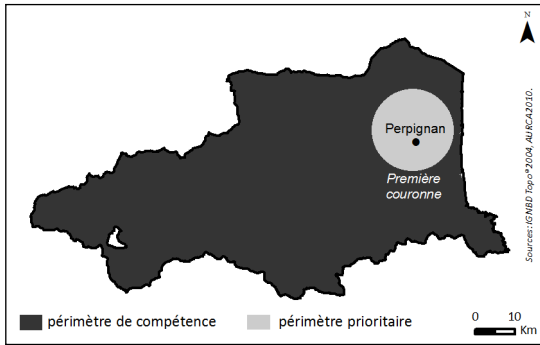 N
Perpignan
Première
couronne
Sources: IGNBD Topo®2004, AURCA2010.
périmètre de compétence
périmètre prioritaire
0 10
Km